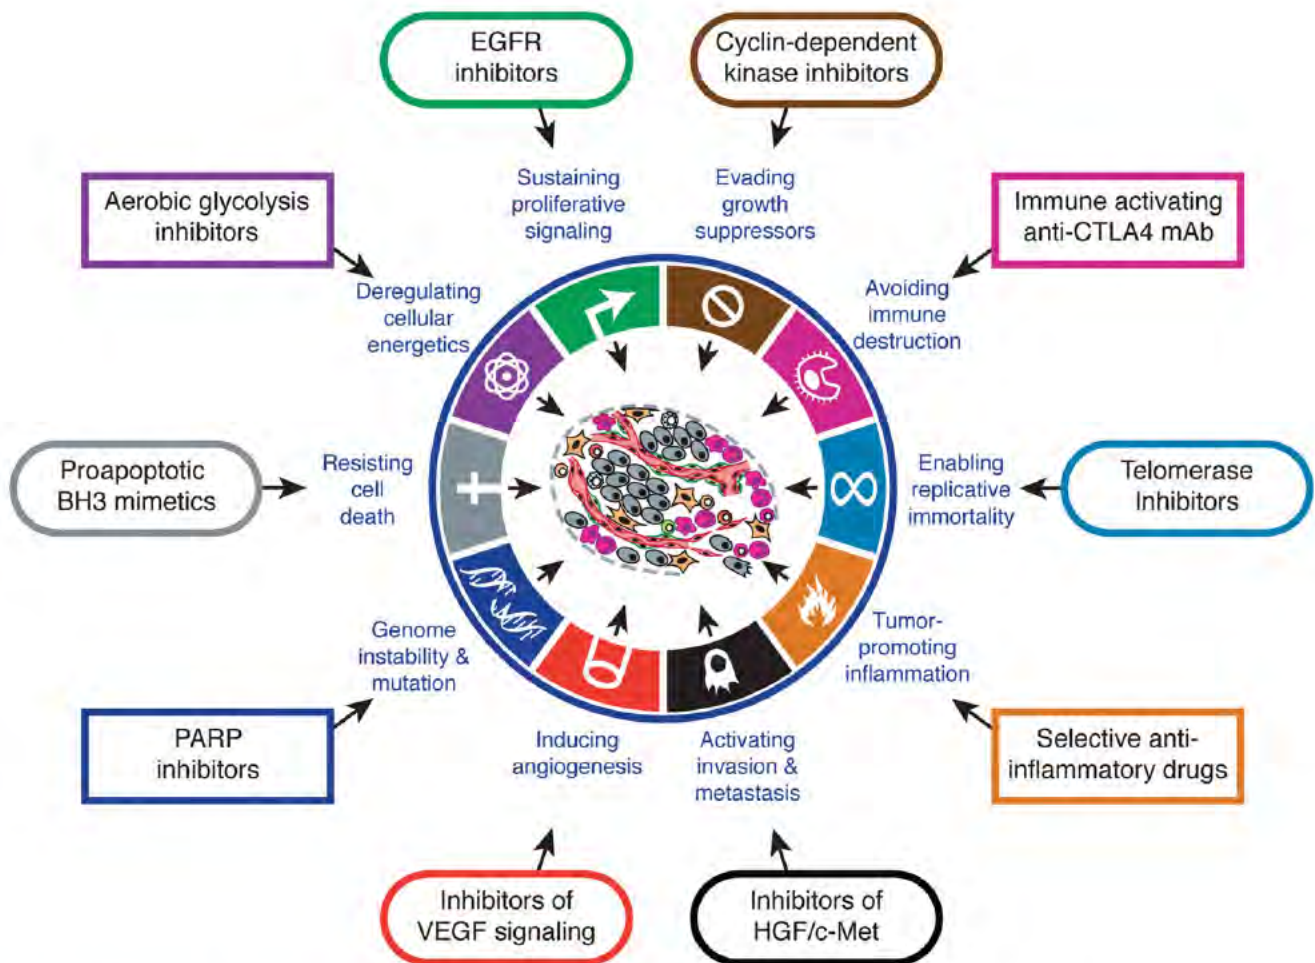 EGFR
inhibitors
Cyclin-dependent
kinase inhibitors
Aerobic glycolysis
inhibitors
Sustaining
proliferative
signaling
Evading
growth
suppressors
Immune activating
anti-CTLA4 mAb
Deregulating
cellular
energetics
Avoiding
immune
destruction
Proapoptotic
BH3 mimetics
Resisting
cell
death
Enabling
replicative
immortality
Telomerase
Inhibitors
Genome
instability &
mutation
Tumor-
promoting
inflammation
PARP
inhibitors
Inducing
angiogenesis
Activating
invasion &
metastasis
Selective anti-
inflammatory drugs
Inhibitors of
VEGF signaling
Inhibitors of
HGF/c-Met